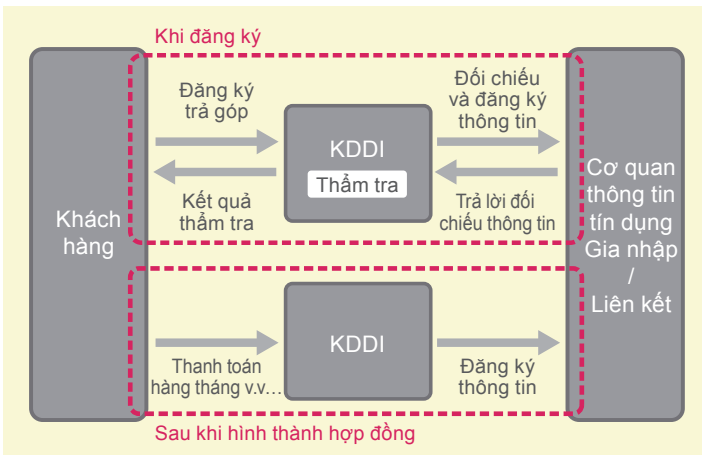 Khi đăng ký
Khách
hàng
Đăng ký
trả góp
Kết quả
thẩm tra
KDDI
Thẩm tra
Đối chiếu
và đăng ký
thông tin
Trả lời đối
chiếu thông tin
Cơ quan
thông tin
tín dụng
Gia nhập
/
Liên kết
Thanh toán
hàng tháng v.v…
KDDI
Đăng ký
thông tin
Sau khi hình thành hợp đồng